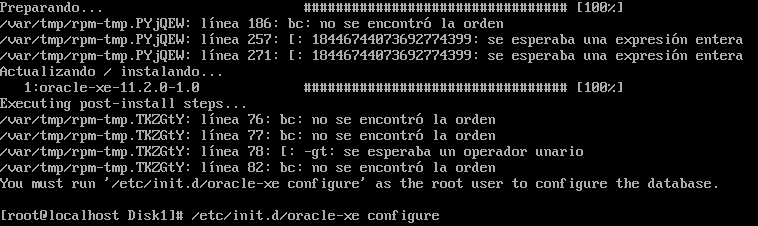 Preparando... ################################# [100%]
/var/tmp/rpm-tmp.PYjQEW: línea 186: bc: no se encontró la orden
/var/tmp/rpm-tmp.PYjQEW: línea 257: [: 18446744073692774399: se esperaba una expresión entera
/var/tmp/rpm-tmp.PYjQEW: línea 271: [: 18446744073692774399: se esperaba una expresión entera
Actualizando / instalando...
1:oracle-xe-11.2.0-1.0 ################################# [100%]
Executing post-install steps...
/var/tmp/rpm-tmp.TKZGtY: línea 76: bc: no se encontró la orden
/var/tmp/rpm-tmp.TKZGtY: línea 77: bc: no se encontró la orden
/var/tmp/rpm-tmp.TKZGtY: línea 78: [: -gt: se esperaba un operador unario
/var/tmp/rpm-tmp.TKZGtY: línea 82: bc: no se encontró la orden
You must run '/etc/init.d/oracle-xe configure' as the root user to configure the database.
[root@localhost Disk1]# /etc/init.d/oracle-xe configure